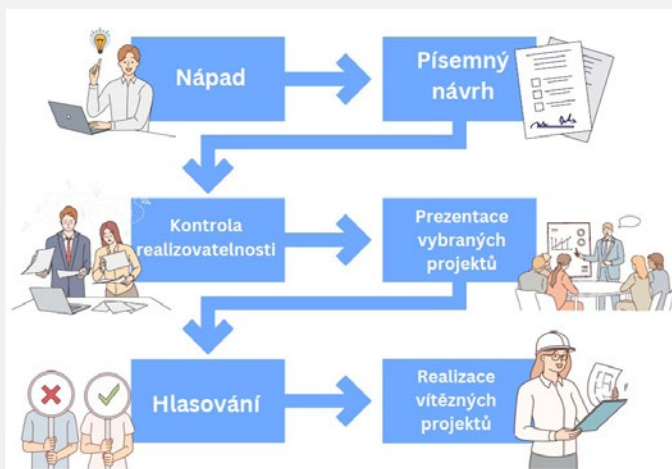 Nápad
Písemný
návrh
Kontrola
realizovatelnosti
Prezentace
vybraných
projektů
Hlasování
Realizace
vítězných
projektů